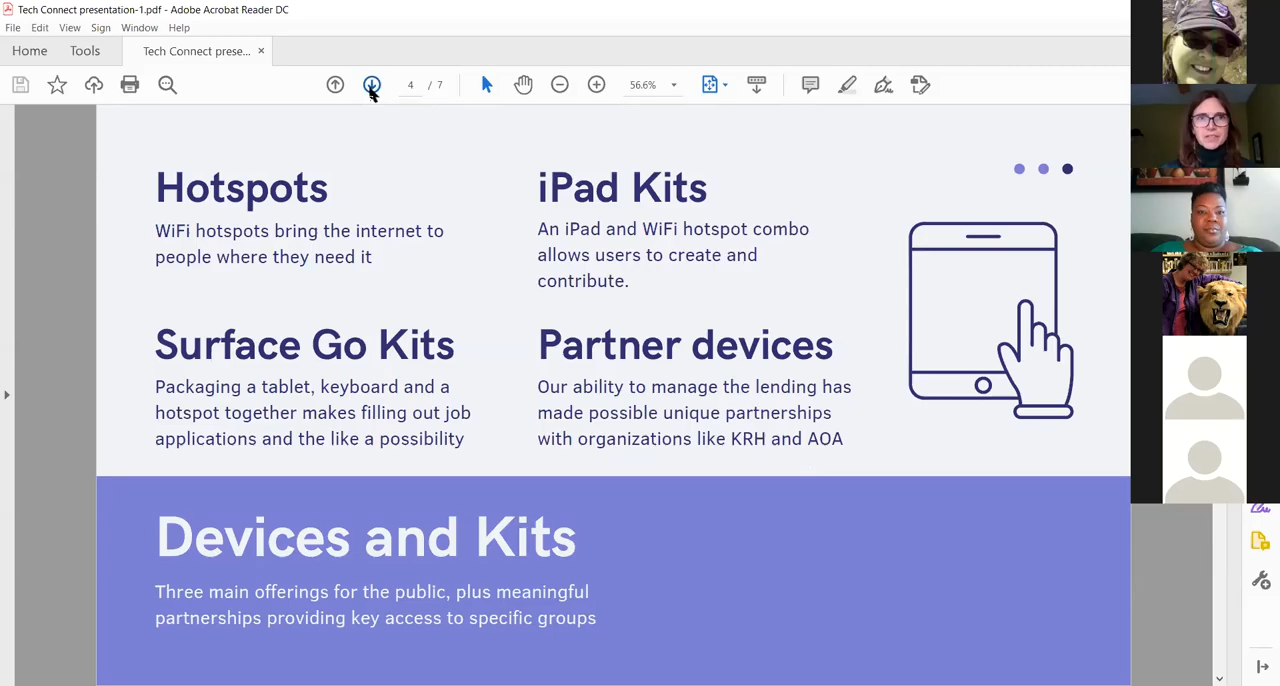 Tech Connect presentation-1.pdf - Adobe Acrobat Reader DC
File Edit View Sign Window Help
Home Tools Tech Connect prese... ×
4 / 7 56.6%
Hotspots
WiFi hotspots bring the internet to
people where they need it
iPad Kits
An iPad and WiFi hotspot combo
allows users to create and
contribute.
Surface Go Kits
Packaging a tablet, keyboard and a
hotspot together makes filling out job
applications and the like a possibility
Partner devices
Our ability to manage the lending has
made possible unique partnerships
with organizations like KRH and AOA
Devices and Kits
Three main offerings for the public, plus meaningful
partnerships providing key access to specific groups